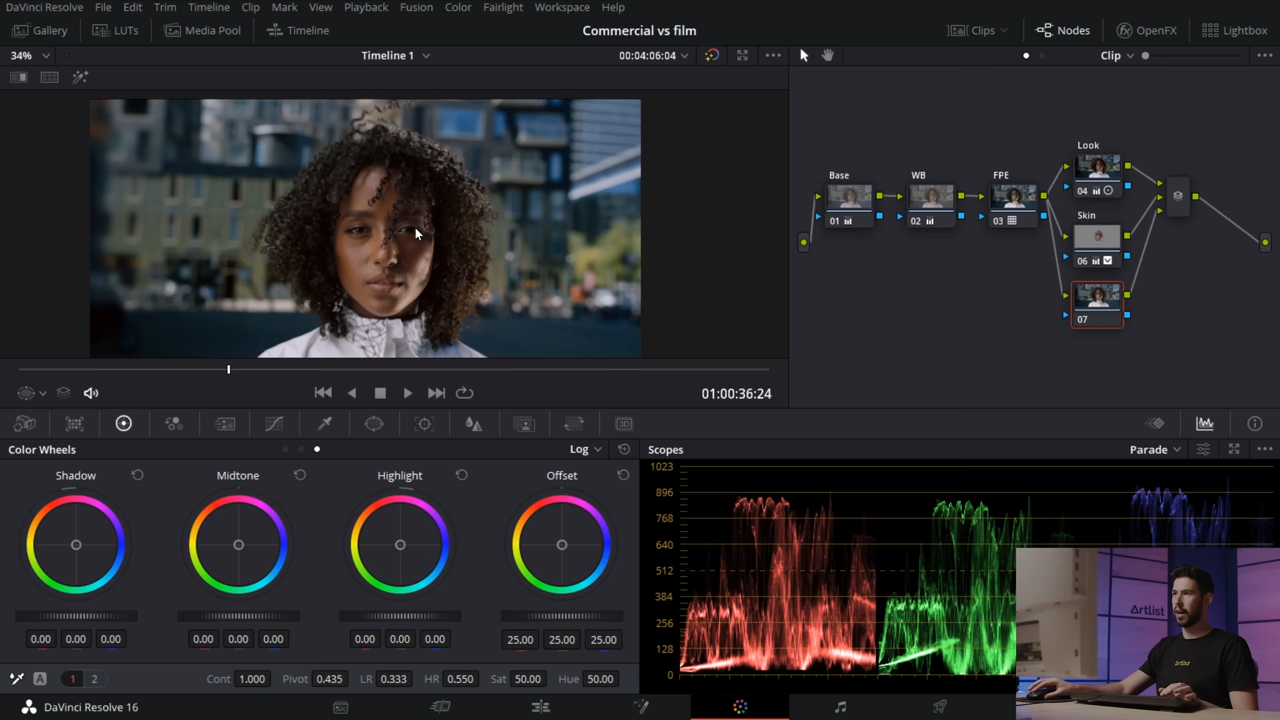 DaVinci Resolve File Edit Trim Timeline Clip Mark View Playback Fusion Color Fairlight Workspace Help
Gallery LUTs Media Pool Timeline Commercial vs film Clips Nodes OpenFX Lightbox
34% Timeline 1 00:04:06:04 Clip
Look
Base WB FPE 04
01 02 03
Skin
06
07
01:00:36:24
Color Wheels Log Scopes Parade
Shadow Midtone Highlight Offset
1023
896
768
640
512
384
256
128
0
0.00 0.00 0.00 0.00 0.00 0.00 0.00 0.00 0.00 25.00 25.00 25.00
A 1 2 Cont 1.000 Pivot 0.435 LR 0.333 HR 0.550 Sat 50.00 Hue 50.00
DaVinci Resolve 16
Artlist
Artlist